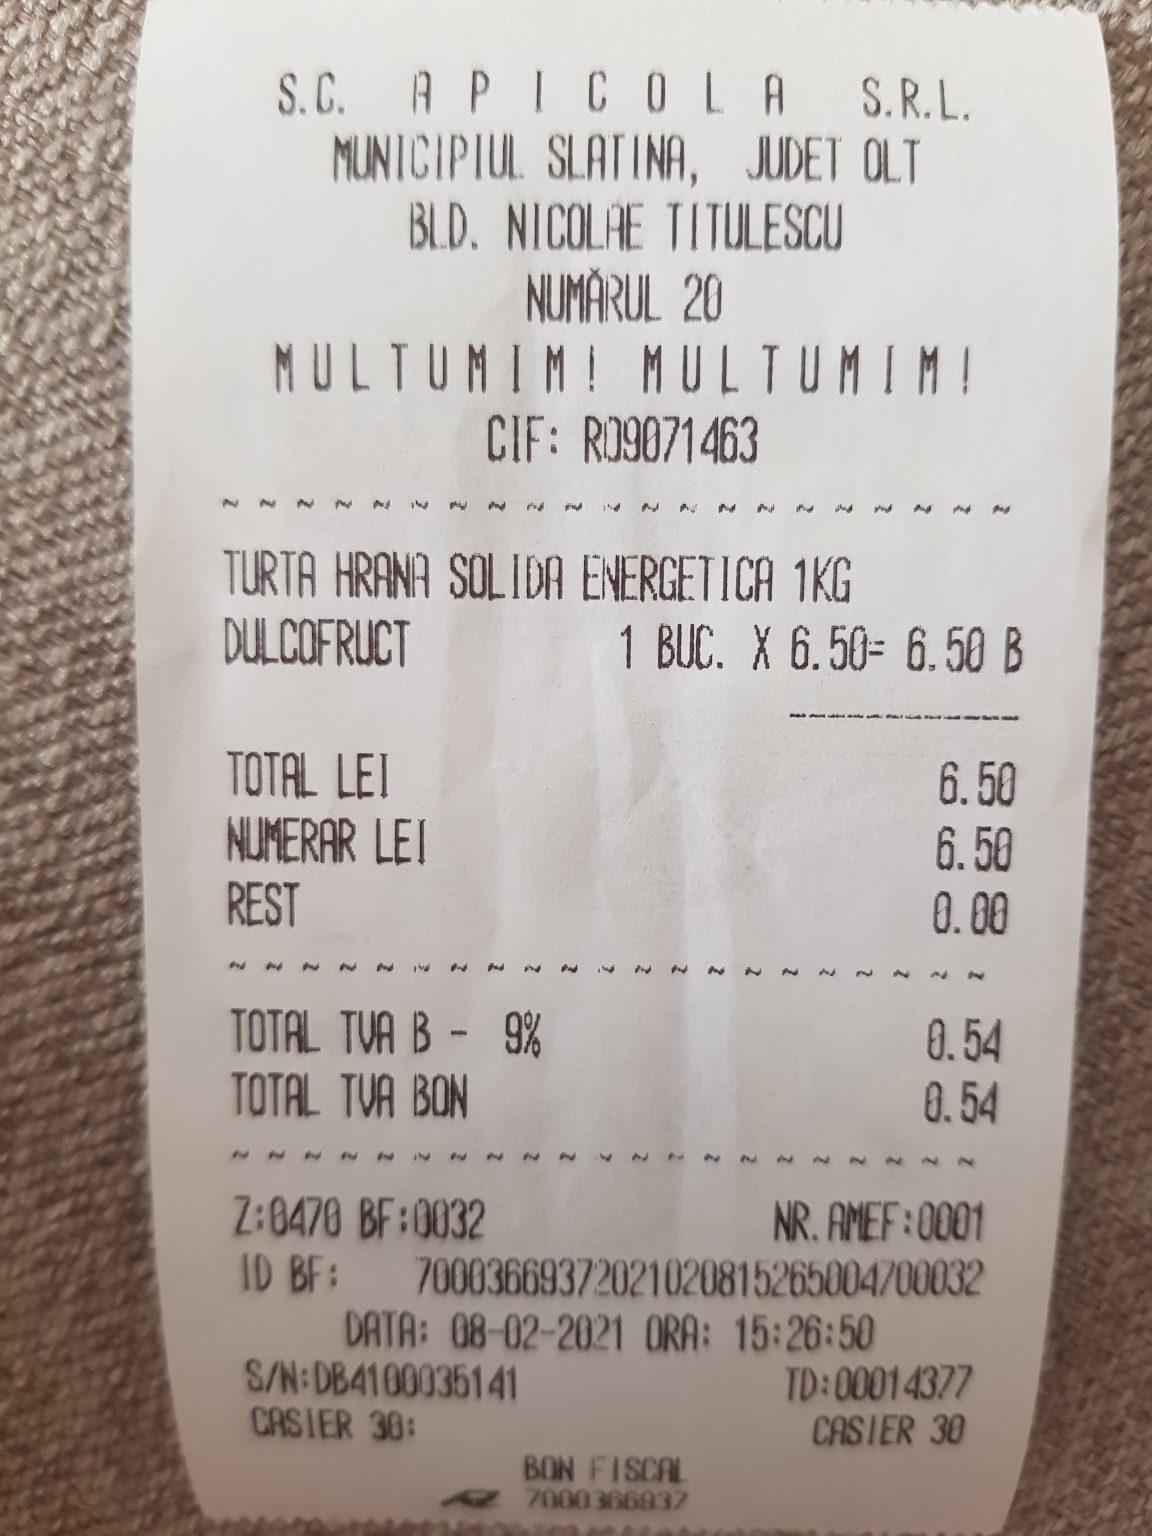 S.C. A P I C O L A S.R.L.
MUNICIPIUL SLATINA, JUDET OLT
BLD. NICOLAE TITULESCU
NUMĂRUL 20
M U L T U M I M ! M U L T U M I M !
CIF: RO9071463
~ ~ ~ ~ ~ ~ ~ ~ ~ ~ ~ ~ ~ ~ ~ ~ ~ ~ ~ ~ ~ ~
TURTA HRANA SOLIDA ENERGETICA 1KG
DULCOFRUCT 1 BUC. X 6.50= 6.50 B
------------
TOTAL LEI 6.50
NUMERAR LEI 6.50
REST 0.00
~ ~ ~ ~ ~ ~ ~ ~ ~ ~ ~ ~ ~ ~ ~ ~ ~ ~ ~ ~ ~
TOTAL TVA B - 9% 0.54
TOTAL TVA BON 0.54
~ ~ ~ ~ ~ ~ ~ ~ ~ ~ ~ ~ ~ ~ ~ ~ ~ ~ ~ ~ ~
Z:0470 BF:0032 NR.AMEF:0001
ID BF: 70003669372021020815265004700032
DATA: 08-02-2021 ORA: 15:26:50
S/N:DB4100035141 TD:00014377
CASIER 30: CASIER 30
BON FISCAL
7000366937